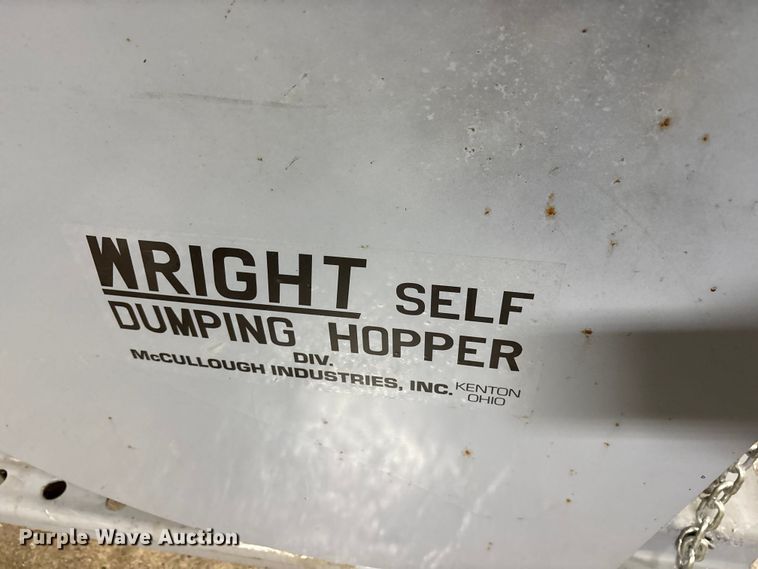 WRIGHT SELF
DUMPING HOPPER
DIV.
McCULLOUGH INDUSTRIES, INC. KENTON
OHIO
Purple Wave Auction